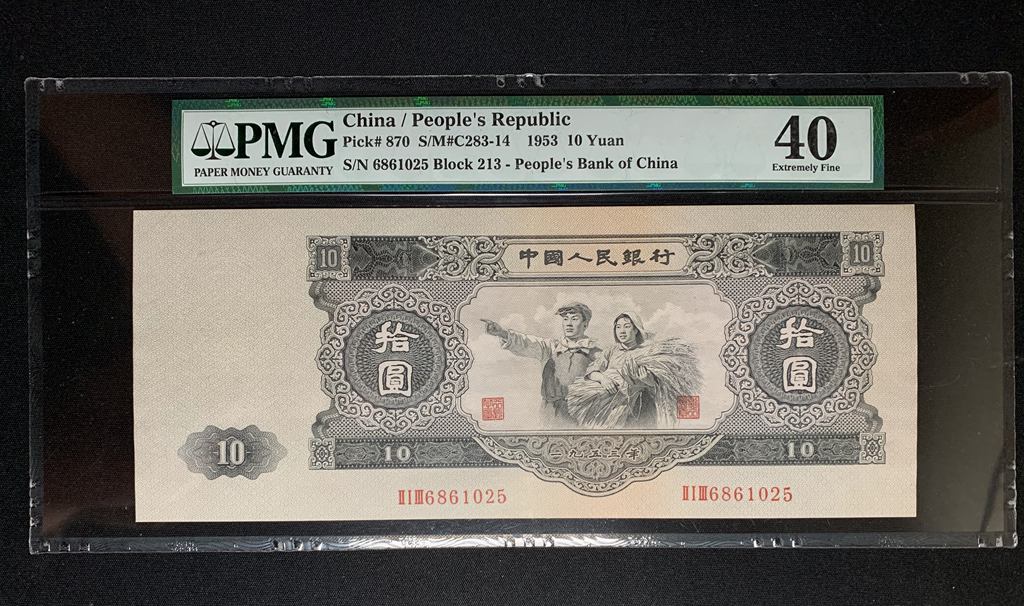 PMG
PAPER MONEY GUARANTY
China / People's Republic
Pick# 870 S/M#C283-14 1953 10 Yuan
S/N 6861025 Block 213 - People's Bank of China
40
Extremely Fine
10
中國人民銀行
10
拾圓
拾圓
10
10
一九五三年
10
ⅡⅠⅢ6861025
ⅡⅠⅢ6861025